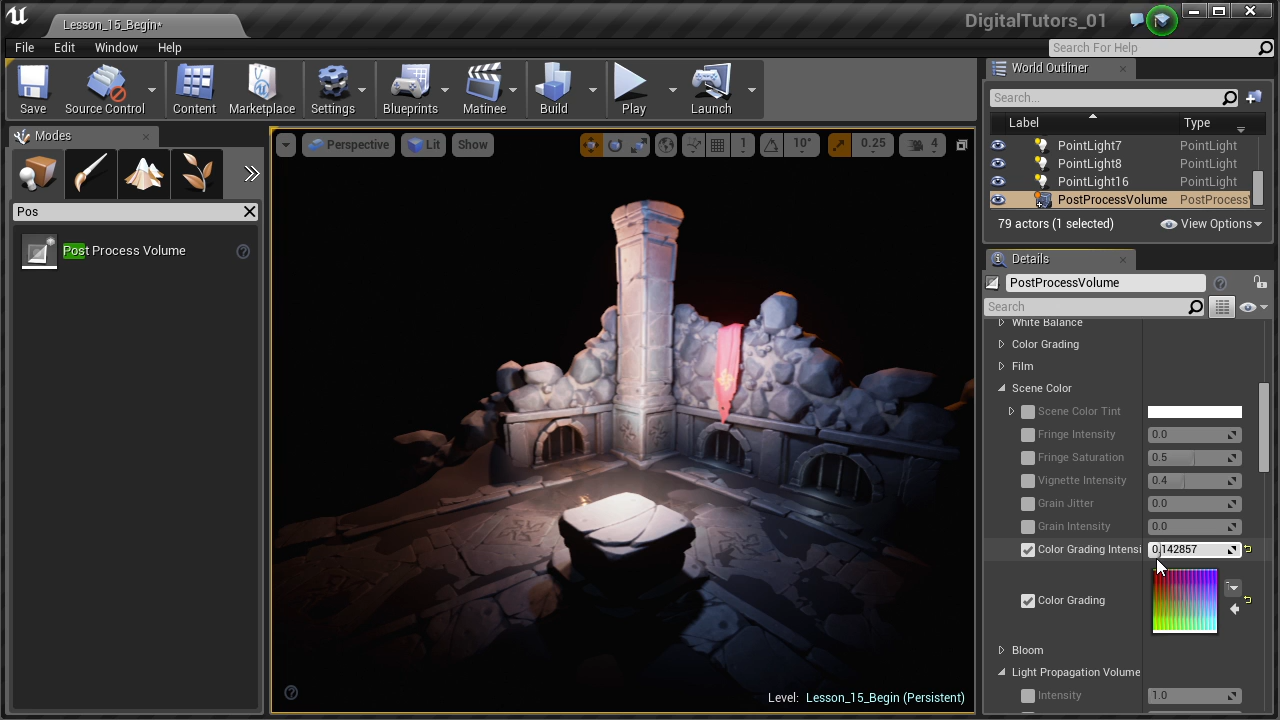 Lesson_15_Begin*
DigitalTutors_01
File Edit Window Help
Search For Help
Save
Source Control
Content
Marketplace
Settings
Blueprints
Matinee
Build
Play
Launch
Modes
Pos
Post Process Volume
Perspective
Lit
Show
1
10°
0.25
4
Level: Lesson_15_Begin (Persistent)
World Outliner
Search...
Label Type
PointLight7 PointLight
PointLight8 PointLight
PointLight16 PointLight
PostProcessVolume PostProcessV
79 actors (1 selected) View Options
Details
PostProcessVolume
Search
White Balance
Color Grading
Film
Scene Color
Scene Color Tint
Fringe Intensity 0.0
Fringe Saturation 0.5
Vignette Intensity 0.4
Grain Jitter 0.0
Grain Intensity 0.0
Color Grading Intensi 0.142857
Color Grading
Bloom
Light Propagation Volume
Intensity 1.0